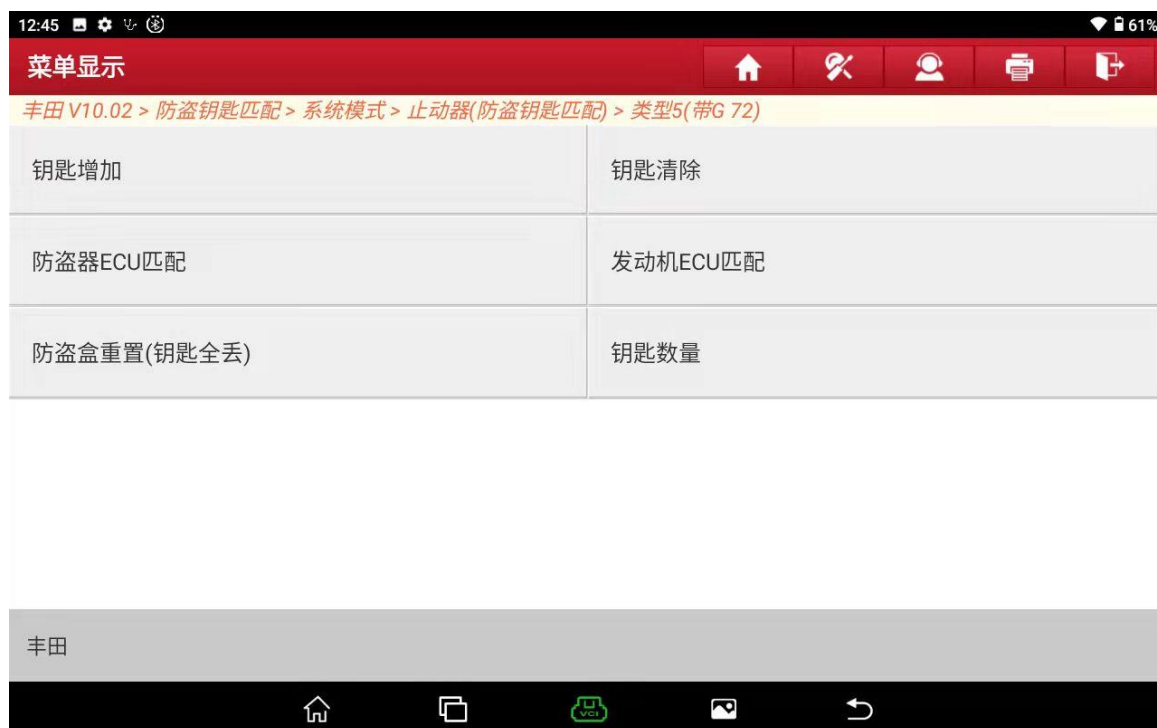 12:45 61%
菜单显示
丰田 V10.02 > 防盗钥匙匹配 > 系统模式 > 止动器(防盗钥匙匹配) > 类型5(带G 72)
钥匙增加 钥匙清除
防盗器ECU匹配 发动机ECU匹配
防盗盒重置(钥匙全丢) 钥匙数量
丰田
VCI